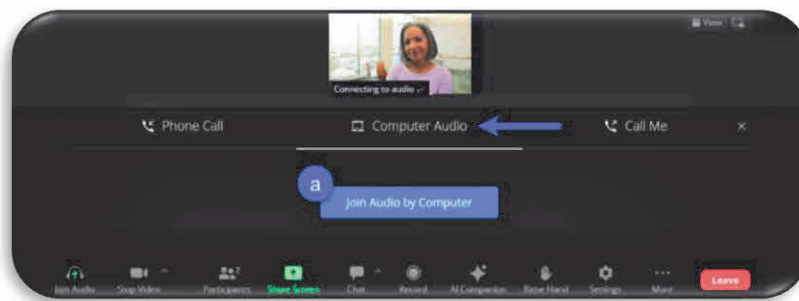 View
Connecting to audio
Phone Call
Computer Audio
Call Me
a
Join Audio by Computer
Join Audio
Stop Video
2
Participants
Share Screen
Chat
Record
AI Companion
Raise Hand
Settings
More
Leave